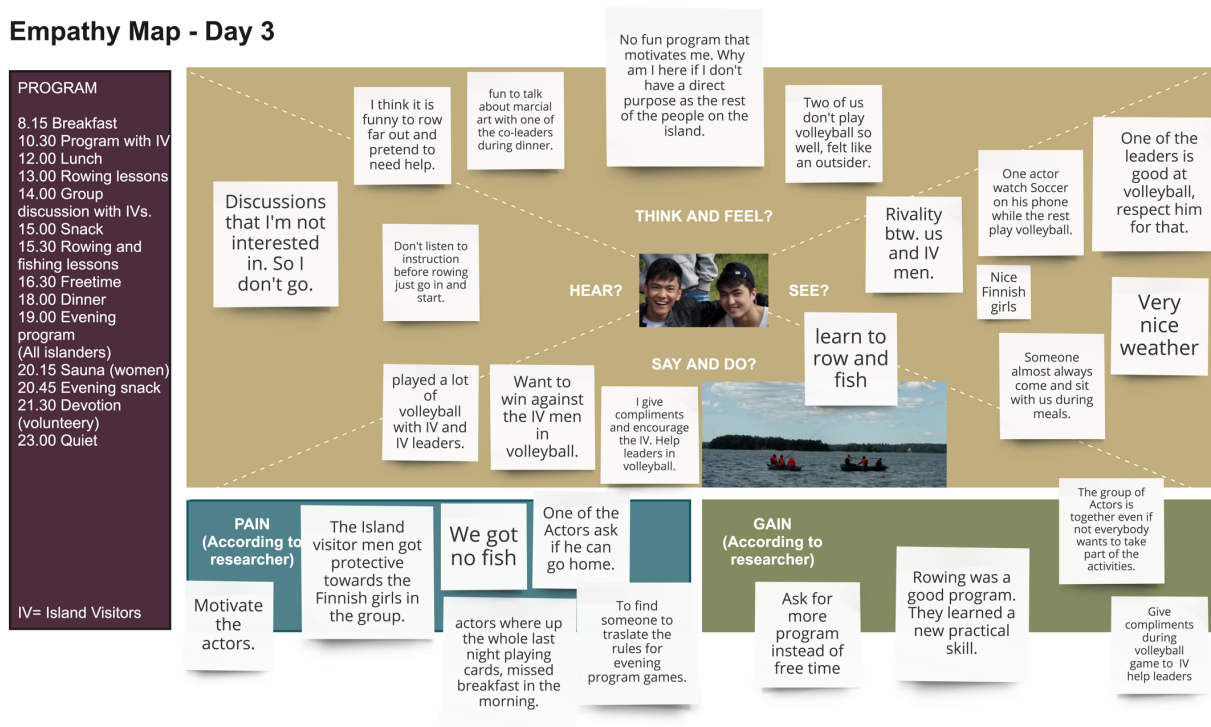 Empathy Map - Day 3
PROGRAM
8.15 Breakfast
10.30 Program with IV
12.00 Lunch
13.00 Rowing lessons
14.00 Group
discussion with IVs.
15.00 Snack
15.30 Rowing and
fishing lessons
16.30 Freetime
18.00 Dinner
19.00 Evening
program
(All islanders)
20.15 Sauna (women)
20.45 Evening snack
21.30 Devotion
(volunteery)
23.00 Quiet
IV= Island Visitors
I think it is
funny to row
far out and
pretend to
need help.
fun to talk
about marcial
art with one of
the co-leaders
during dinner.
No fun program that
motivates me. Why
am I here if I don't
have a direct
purpose as the rest
of the people on the
island.
Two of us
don't play
volleyball so
well, felt like
an outsider.
THINK AND FEEL?
Discussions
that I'm not
interested
in. So I
don't go.
Don't listen to
instruction
before rowing
just go in and
start.
HEAR?
SEE?
Rivality
btw. us
and IV
men.
One actor
watch Soccer
on his phone
while the rest
play volleyball.
One of the
leaders is
good at
volleyball,
respect him
for that.
Nice
Finnish
girls
Very
nice
weather
learn to
row and
fish
Someone
almost always
come and sit
with us during
meals.
SAY AND DO?
played a lot
of
volleyball
with IV and
IV leaders.
Want to
win against
the IV men
in
volleyball.
I give
compliments
and encourage
the IV. Help
leaders in
volleyball.
PAIN
(According to
researcher)
Motivate
the
actors.
The Island
visitor men got
protective
towards the
Finnish girls in
the group.
We got
no fish
One of the
Actors ask
if he can
go home.
actors where up
the whole last
night playing
cards, missed
breakfast in the
morning.
To find
someone to
traslate the
rules for
evening
program games.
GAIN
(According to
researcher)
Ask for
more
program
instead of
free time
Rowing was a
good program.
They learned a
new practical
skill.
The group of
Actors is
together even if
not everybody
wants to take
part of the
activities.
Give
compliments
during
volleyball
game to IV
help leaders